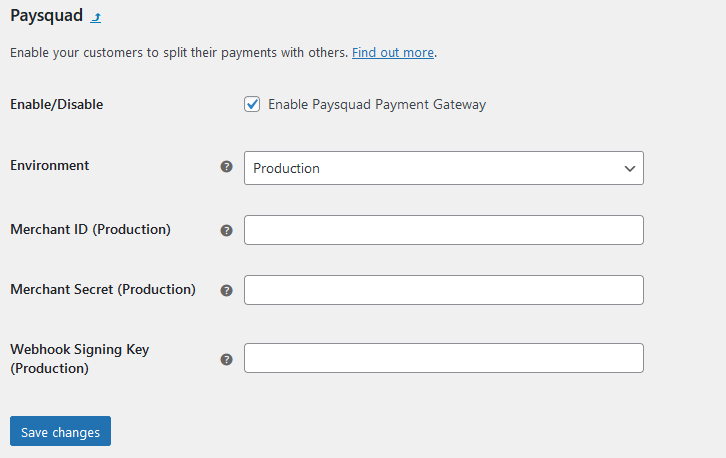 Paysquad
Enable your customers to split their payments with others. Find out more.
Enable/Disable
Enable Paysquad Payment Gateway
Environment
?
Production
Merchant ID (Production)
?
Merchant Secret (Production)
?
Webhook Signing Key
(Production)
?
Save changes